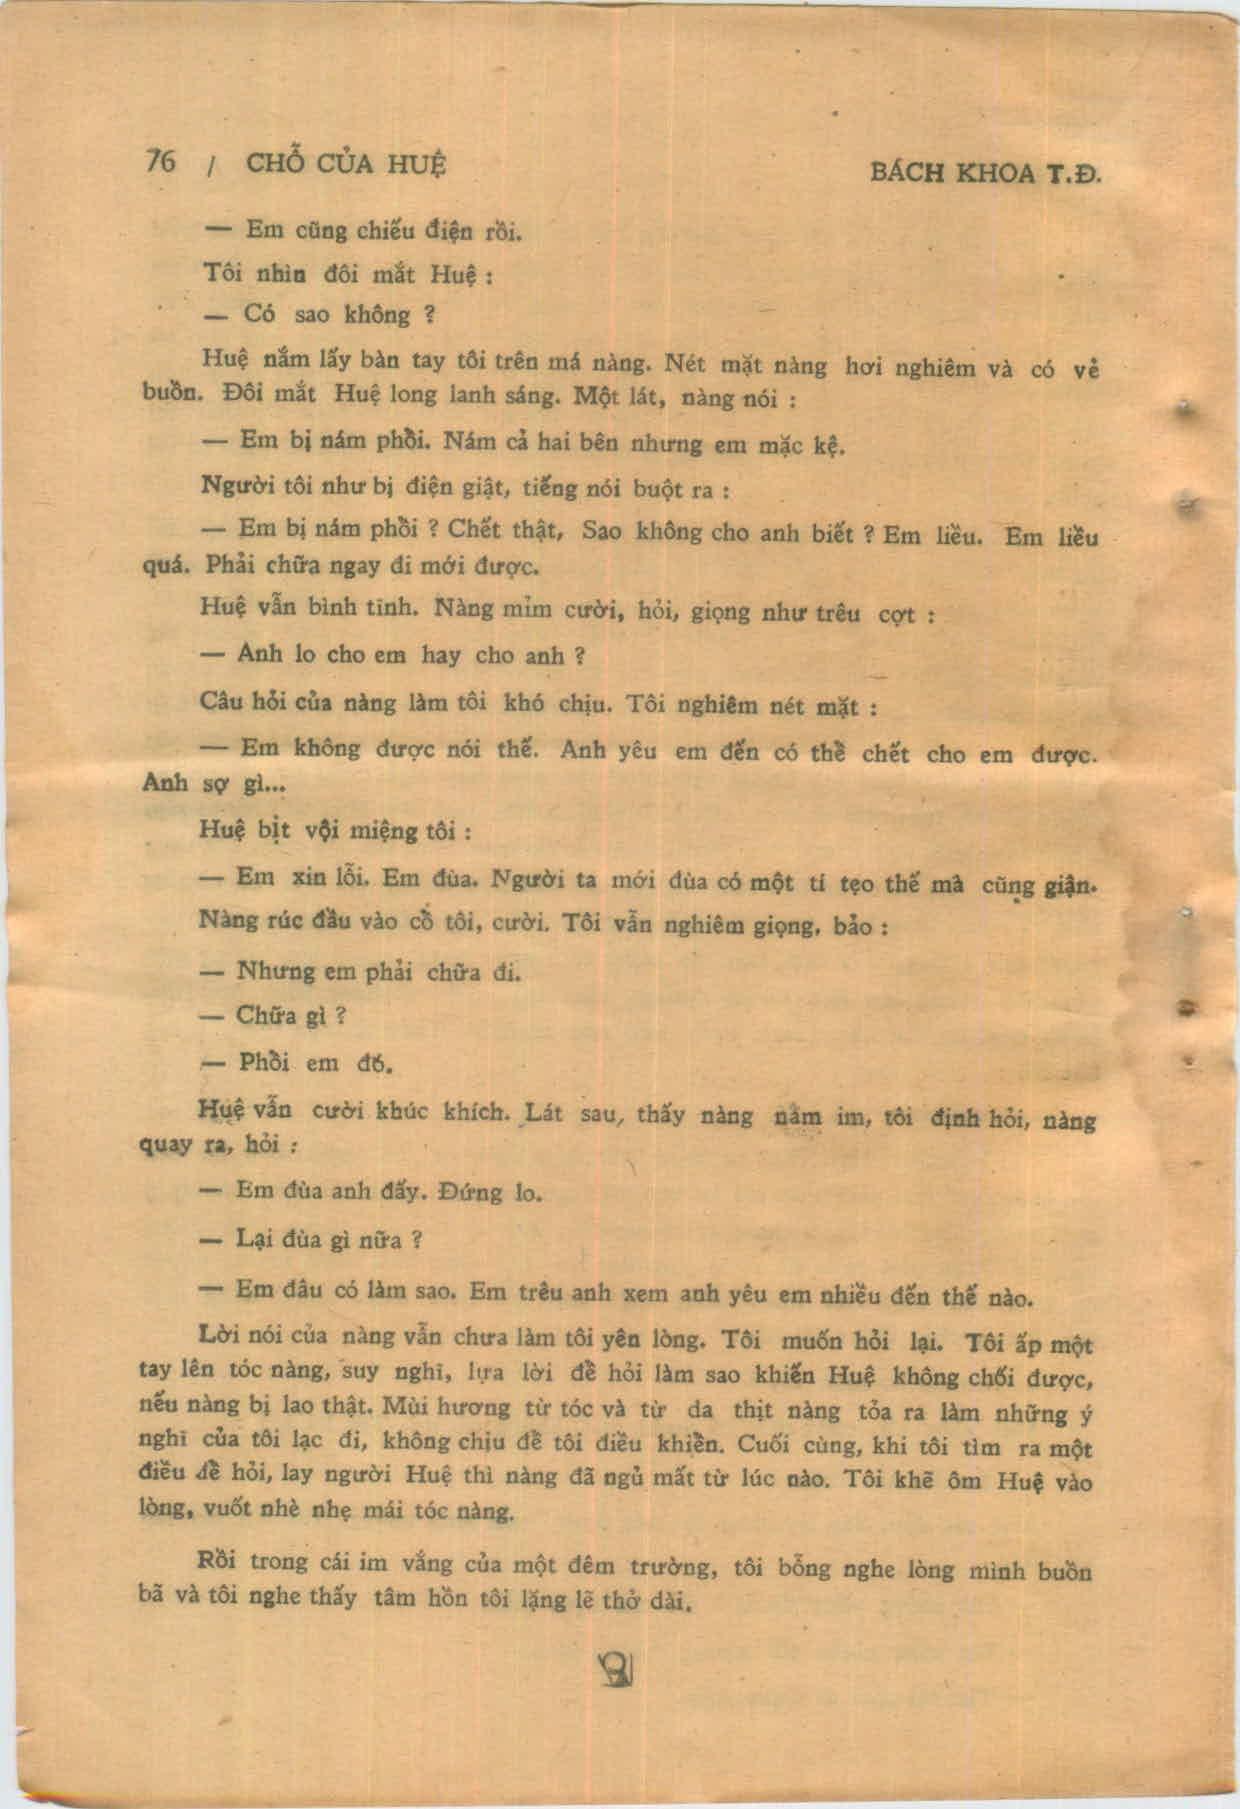 76 / CHỖ CỦA HUỆ
BÁCH KHOA T.Đ.
— Em cũng chiếu điện rồi.
Tôi nhìn đôi mắt Huệ :
— Có sao không ?
Huệ nắm lấy bàn tay tôi trên má nàng. Nét mặt nàng hơi nghiêm và có vẻ
buồn. Đôi mắt Huệ long lanh sáng. Một lát, nàng nói :
— Em bị nám phổi. Nám cả hai bên nhưng em mặc kệ.
Người tôi như bị điện giật, tiếng nói buột ra :
— Em bị nám phổi ? Chết thật, Sao không cho anh biết ? Em liều. Em liều
quá. Phải chữa ngay đi mới được.
Huệ vẫn bình tĩnh. Nàng mỉm cười, hỏi, giọng như trêu cợt :
— Anh lo cho em hay cho anh ?
Câu hỏi của nàng làm tôi khó chịu. Tôi nghiêm nét mặt :
— Em không được nói thế. Anh yêu em đến có thể chết cho em được.
Anh sợ gì...
Huệ bịt vội miệng tôi :
— Em xin lỗi. Em đùa. Người ta mới đùa có một tí tẹo thế mà cũng giận.
Nàng rúc đầu vào cổ tôi, cười. Tôi vẫn nghiêm giọng, bảo :
— Nhưng em phải chữa đi.
— Chữa gì ?
— Phổi em đó.
Huệ vẫn cười khúc khích. Lát sau, thấy nàng nằm im, tôi định hỏi, nàng
quay ra, hỏi :
— Em đùa anh đấy. Đừng lo.
— Lại đùa gì nữa ?
— Em đâu có làm sao. Em trêu anh xem anh yêu em nhiều đến thế nào.
Lời nói của nàng vẫn chưa làm tôi yên lòng. Tôi muốn hỏi lại. Tôi ấp một
tay lên tóc nàng, suy nghĩ, lựa lời để hỏi làm sao khiến Huệ không chối được,
nếu nàng bị lao thật. Mùi hương từ tóc và từ da thịt nàng tỏa ra làm những ý
nghĩ của tôi lạc đi, không chịu để tôi điều khiển. Cuối cùng, khi tôi tìm ra một
điều để hỏi, lay người Huệ thì nàng đã ngủ mất từ lúc nào. Tôi khẽ ôm Huệ vào
lòng, vuốt nhè nhẹ mái tóc nàng.
Rồi trong cái im vắng của một đêm trường, tôi bỗng nghe lòng mình buồn
bã và tôi nghe thấy tâm hồn tôi lặng lẽ thở dài.